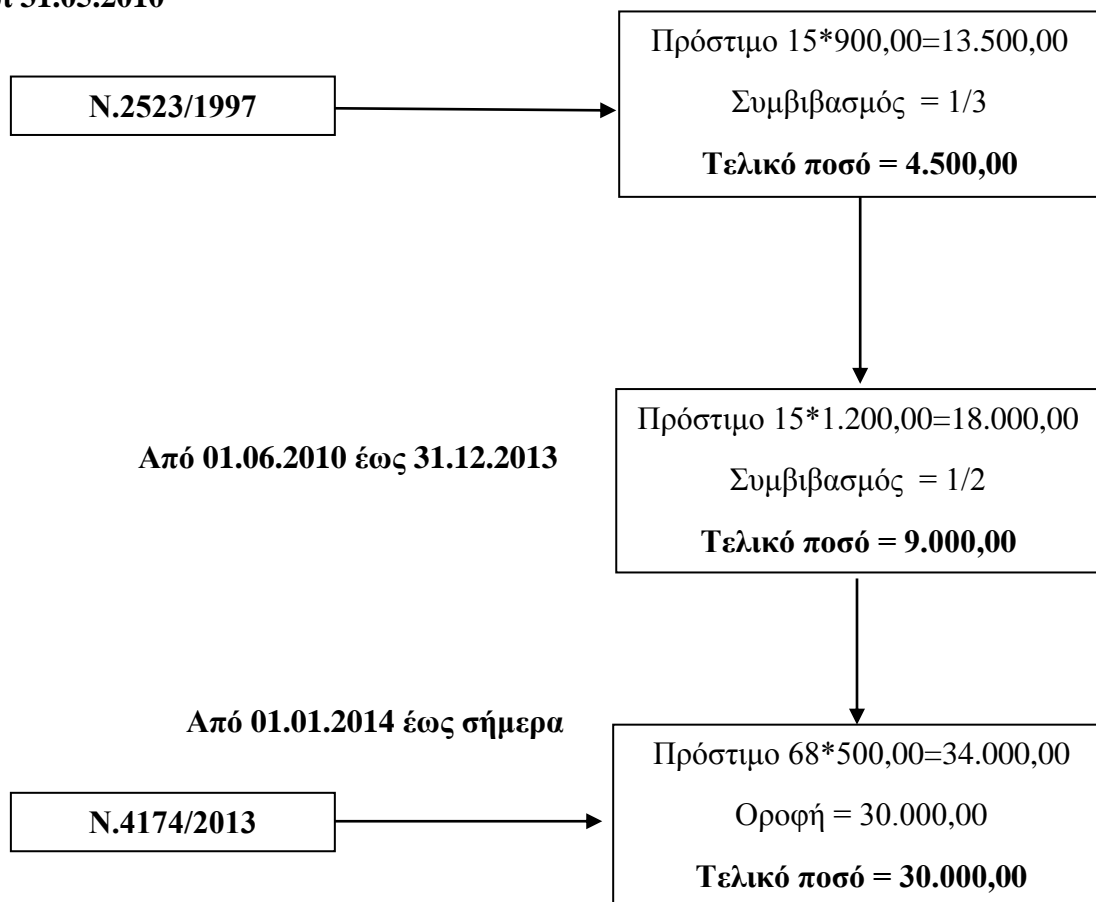 31.05.2010
Πρόστιμο 15*900,00=13.500,00
Ν.2523/1997
Συμβιβασμός = 1/3
Τελικό ποσό = 4.500,00
Πρόστιμο 15*1.200,00=18.000,00
Από 01.06.2010 έως 31.12.2013
Συμβιβασμός = 1/2
Τελικό ποσό = 9.000,00
Από 01.01.2014 έως σήμερα
Πρόστιμο 68*500,00=34.000,00
Ν.4174/2013
Οροφή = 30.000,00
Τελικό ποσό = 30.000,00